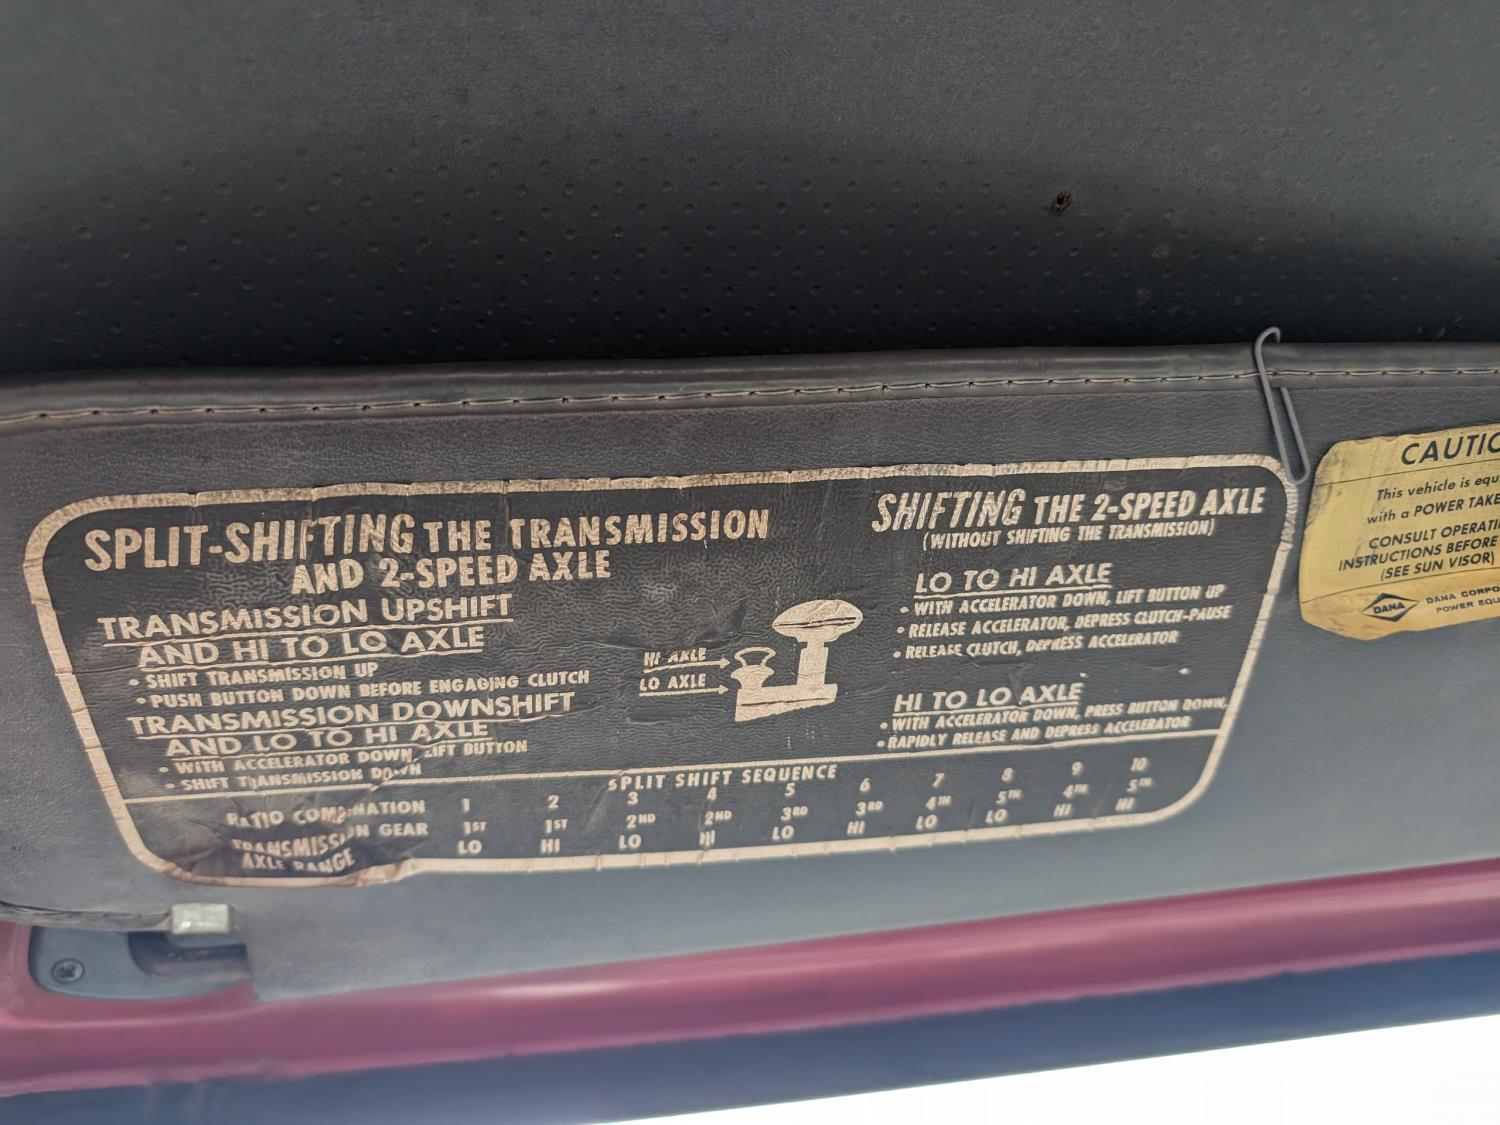 SPLIT-SHIFTING THE TRANSMISSION
AND 2-SPEED AXLE
TRANSMISSION UPSHIFT
AND HI TO LO AXLE
• SHIFT TRANSMISSION UP
• PUSH BUTTON DOWN BEFORE ENGAGING CLUTCH
TRANSMISSION DOWNSHIFT
AND LO TO HI AXLE
• WITH ACCELERATOR DOWN, LIFT BUTTON
• SHIFT TRANSMISSION DOWN
HI AXLE
LO AXLE
SHIFTING THE 2-SPEED AXLE
(WITHOUT SHIFTING THE TRANSMISSION)
LO TO HI AXLE
• WITH ACCELERATOR DOWN, LIFT BUTTON UP
• RELEASE ACCELERATOR, DEPRESS CLUTCH-PAUSE
• RELEASE CLUTCH, DEPRESS ACCELERATOR
HI TO LO AXLE
• WITH ACCELERATOR DOWN, PRESS BUTTON DOWN.
• RAPIDLY RELEASE AND DEPRESS ACCELERATOR
SPLIT SHIFT SEQUENCE
RATIO COMBINATION 1 2 3 4 5 6 7 8 9 10
TRANSMISSION GEAR 1ST 1ST 2ND 2ND 3RD 3RD 4TH 5TH 4TH 5TH
AXLE RANGE LO HI LO HI LO HI LO LO HI HI
CAUTIO
This vehicle is equ
with a POWER TAKE
CONSULT OPERATI
INSTRUCTIONS BEFORE
(SEE SUN VISOR)
DANA
DANA CORPO
POWER EQU